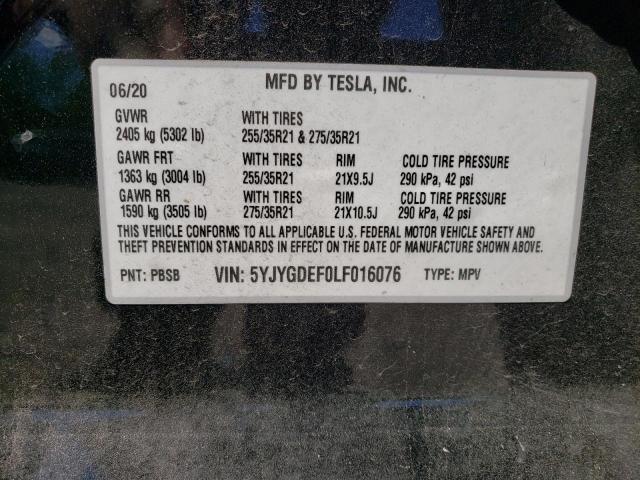 06/20 MFD BY TESLA, INC.
GVWR WITH TIRES
2405 kg (5302 lb) 255/35R21 & 275/35R21
GAWR FRT WITH TIRES RIM COLD TIRE PRESSURE
1363 kg (3004 lb) 255/35R21 21X9.5J 290 kPa, 42 psi
GAWR RR WITH TIRES RIM COLD TIRE PRESSURE
1590 kg (3505 lb) 275/35R21 21X10.5J 290 kPa, 42 psi
THIS VEHICLE CONFORMS TO ALL APPLICABLE U.S. FEDERAL MOTOR VEHICLE SAFETY AND
THEFT PREVENTION STANDARDS IN EFFECT ON THE DATE OF MANUFACTURE SHOWN ABOVE.
PNT: PBSB VIN: 5YJYGDEF0LF016076 TYPE: MPV